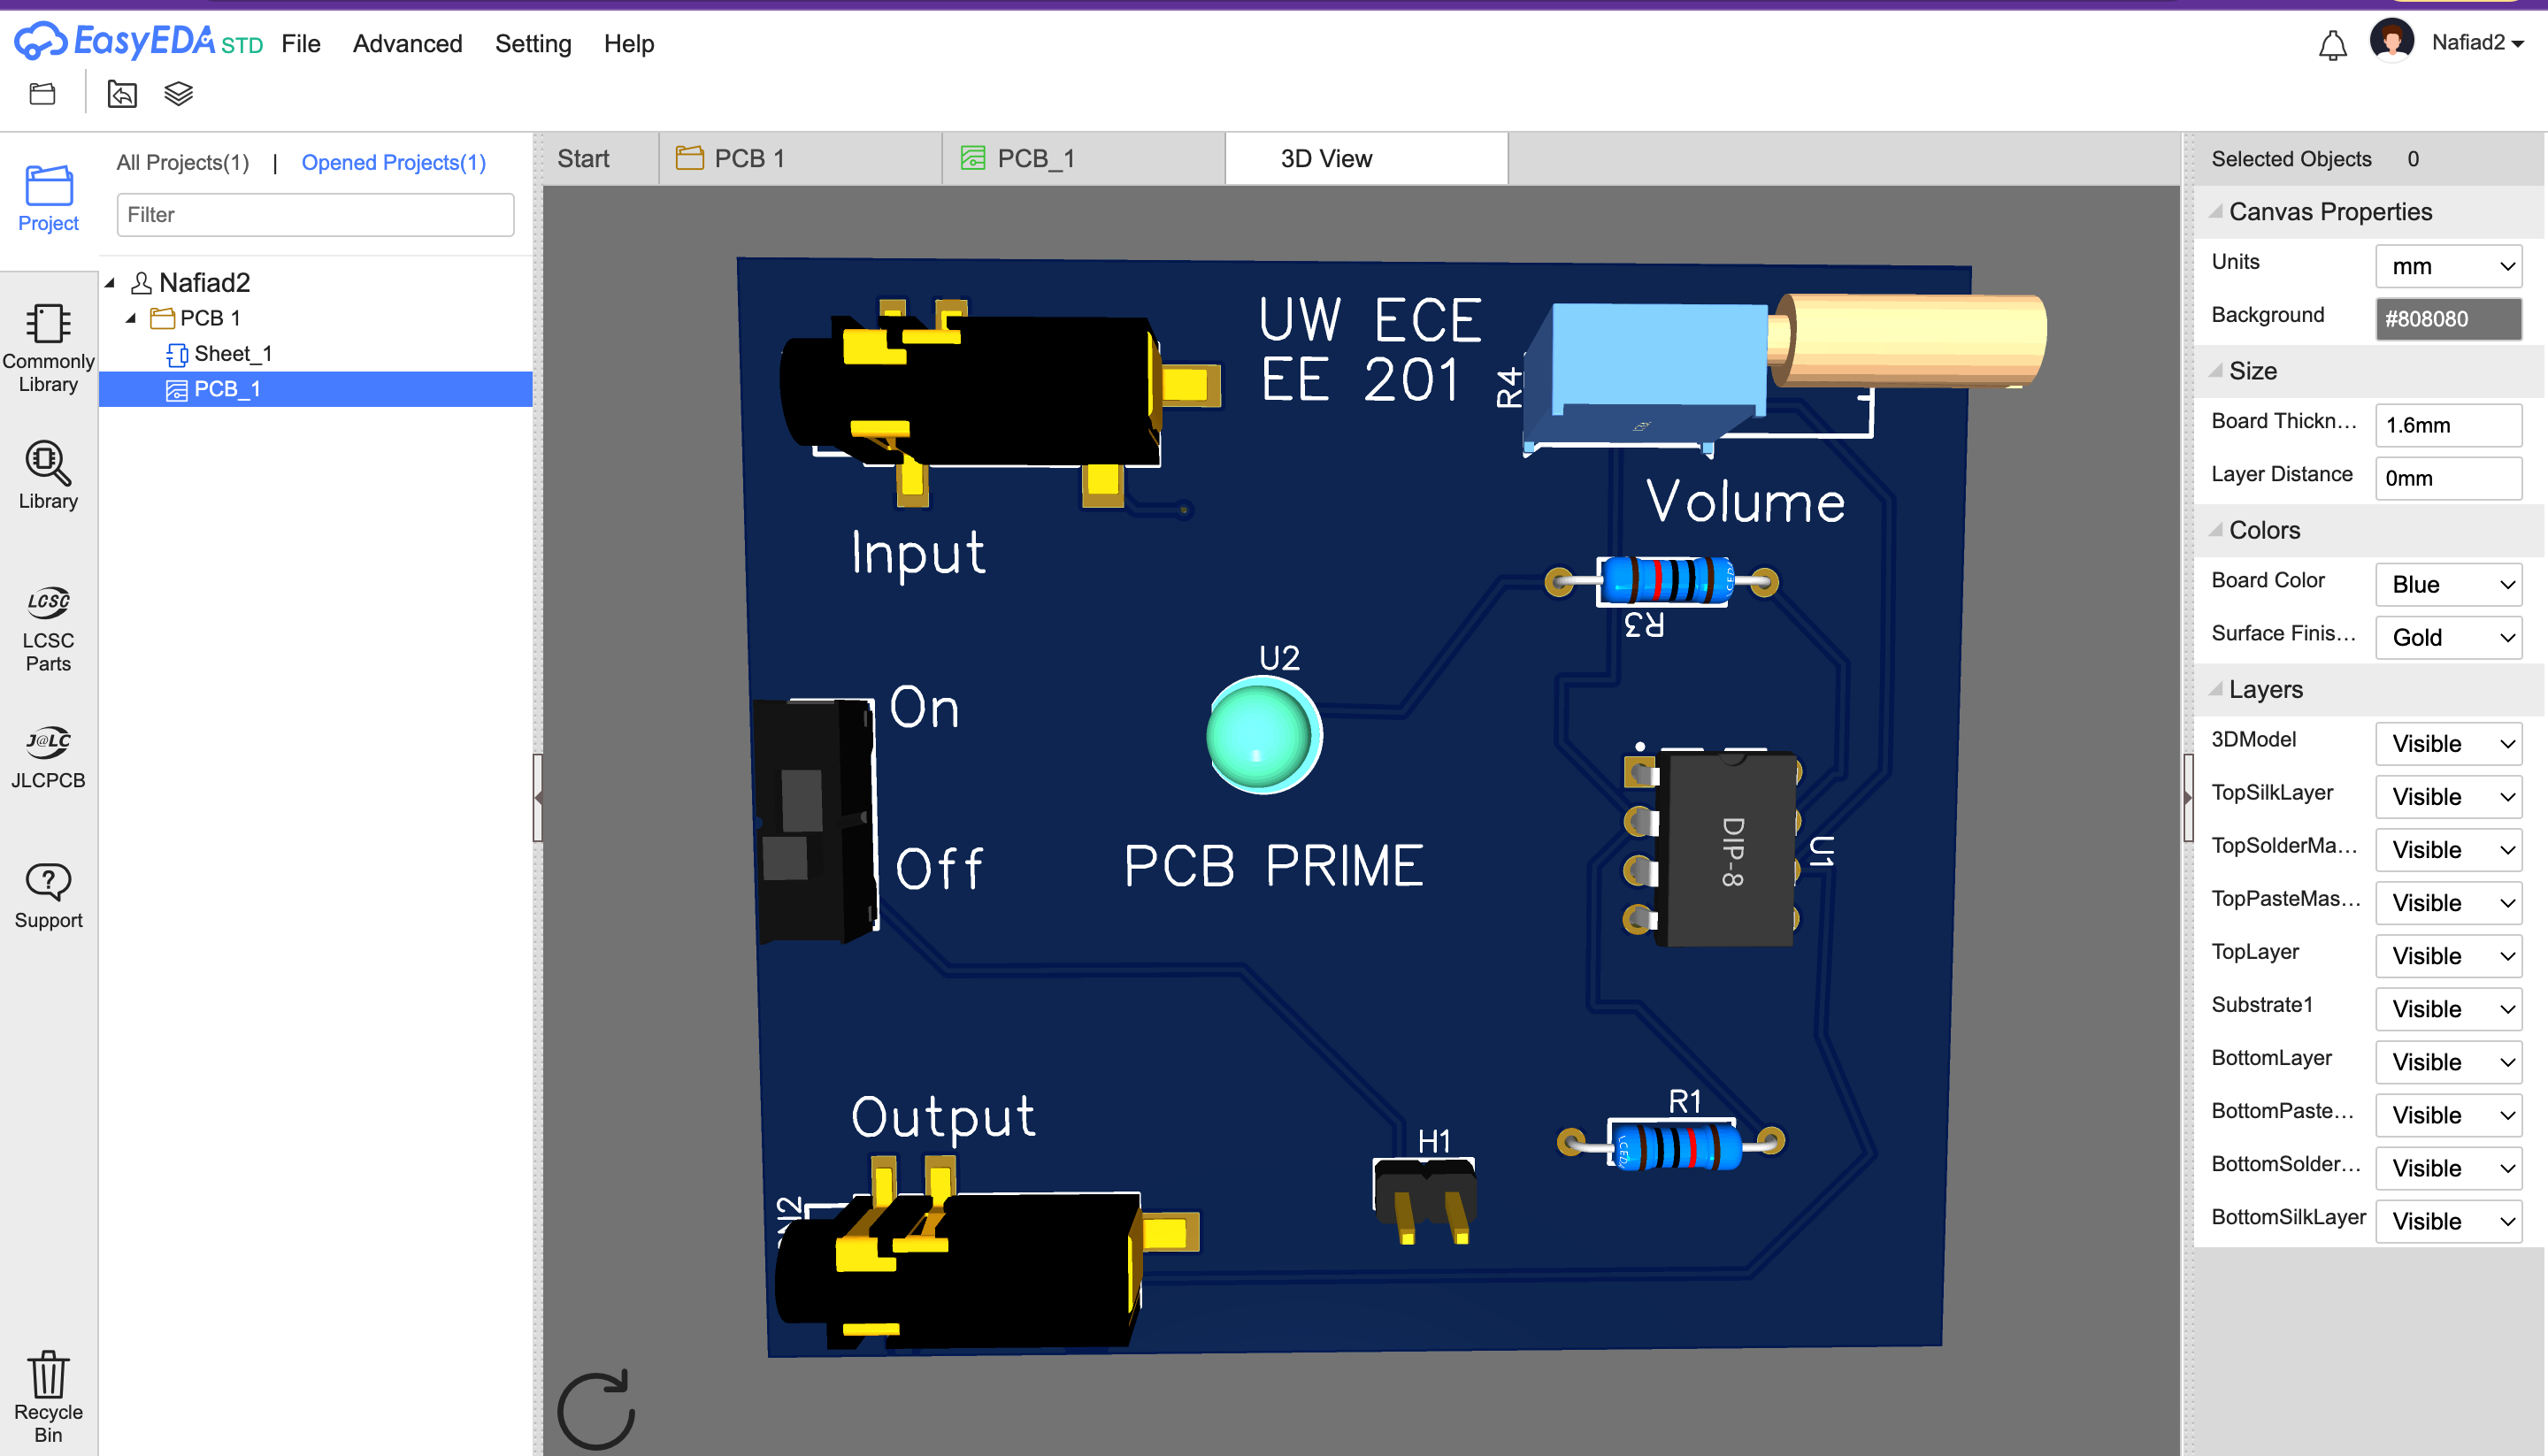 EasyEDA STD File Advanced Setting Help
Nafiad2
All Projects(1) | Opened Projects(1)
Filter
Nafiad2
PCB 1
Sheet_1
PCB_1
Project
Commonly
Library
Library
LCSC
LCSC
Parts
J@LC
JLCPCB
Support
Recycle
Bin
Start
PCB 1
PCB_1
3D View
UW ECE
EE 201
R4
Volume
Input
R3
U2
On
Off
PCB PRIME
DIP-8
U1
Output
R1
H1
Selected Objects 0
Canvas Properties
Units mm
Background #808080
Size
Board Thickn... 1.6mm
Layer Distance 0mm
Colors
Board Color Blue
Surface Finis... Gold
Layers
3DModel Visible
TopSilkLayer Visible
TopSolderMa... Visible
TopPasteMas... Visible
TopLayer Visible
Substrate1 Visible
BottomLayer Visible
BottomPaste... Visible
BottomSolder... Visible
BottomSilkLayer Visible